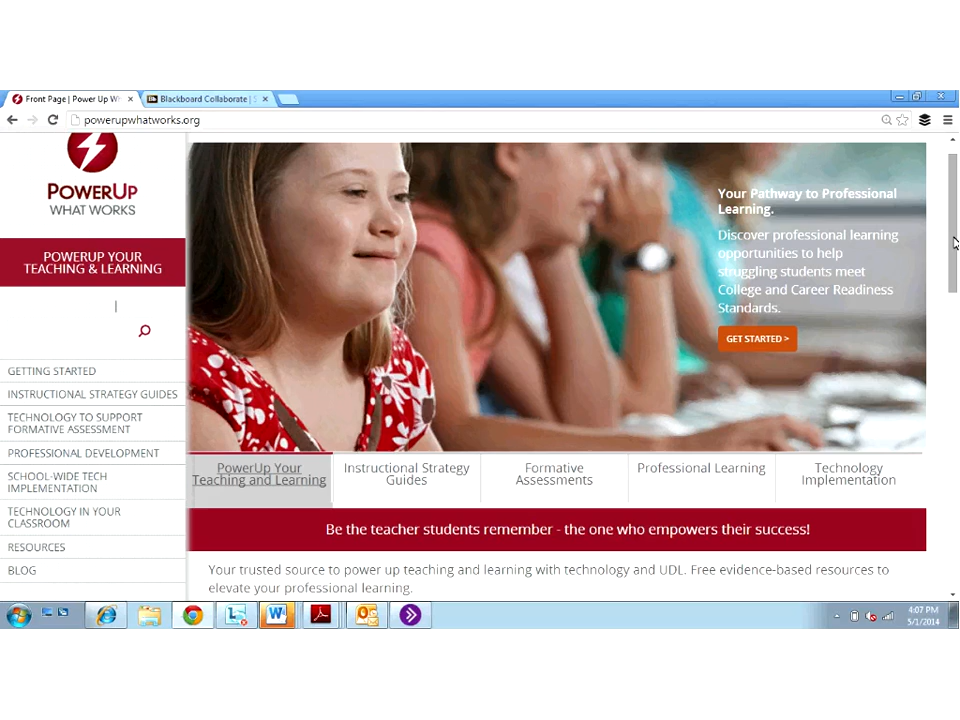 Front Page | Power Up W
Blackboard Collaborate |
powerupwhatworks.org
POWERUP
WHAT WORKS
POWERUP YOUR
TEACHING & LEARNING
GETTING STARTED
INSTRUCTIONAL STRATEGY GUIDES
TECHNOLOGY TO SUPPORT
FORMATIVE ASSESSMENT
PROFESSIONAL DEVELOPMENT
SCHOOL-WIDE TECH
IMPLEMENTATION
TECHNOLOGY IN YOUR
CLASSROOM
RESOURCES
BLOG
Your Pathway to Professional
Learning.
Discover professional learning
opportunities to help
struggling students meet
College and Career Readiness
Standards.
GET STARTED >
PowerUp Your
Teaching and Learning
Instructional Strategy
Guides
Formative
Assessments
Professional Learning
Technology
Implementation
Be the teacher students remember - the one who empowers their success!
Your trusted source to power up teaching and learning with technology and UDL. Free evidence-based resources to
elevate your professional learning.
4:07 PM
5/1/2014